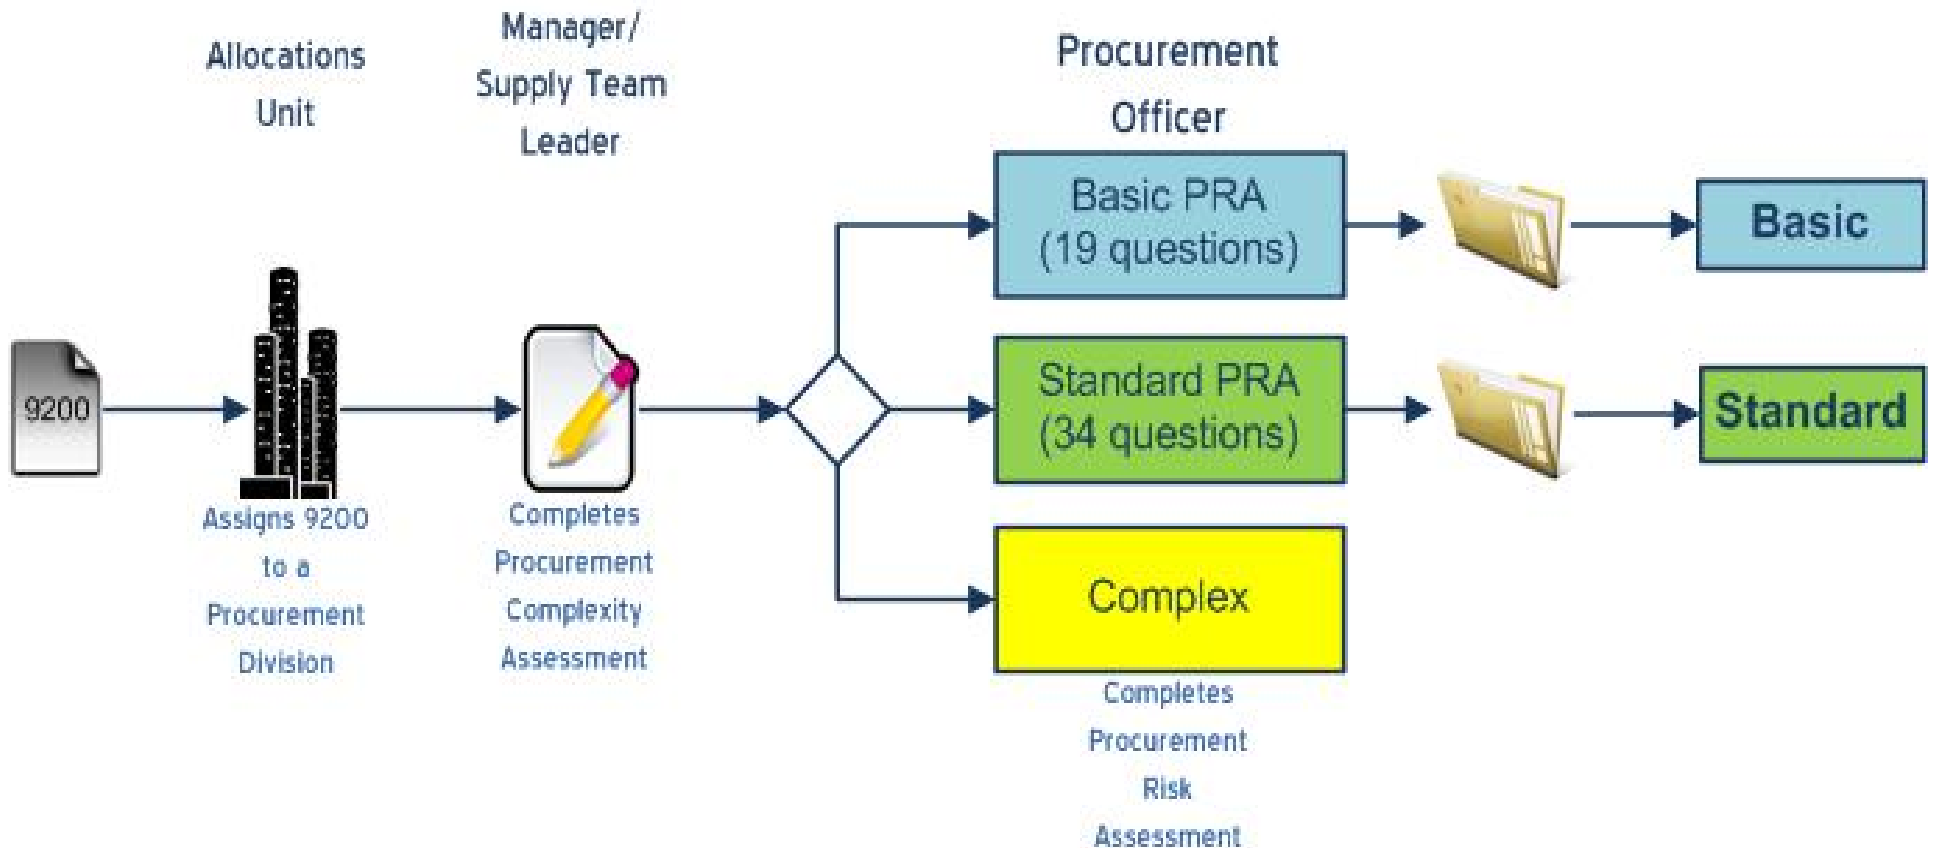 Allocations
Unit
Manager/
Supply Team
Leader
Procurement
Officer
Basic PRA
(19 questions)
Basic
9200
Standard PRA
(34 questions)
Standard
Assigns 9200
to a
Procurement
Division
Completes
Procurement
Complexity
Assessment
Complex
Completes
Procurement
Risk
Assessment